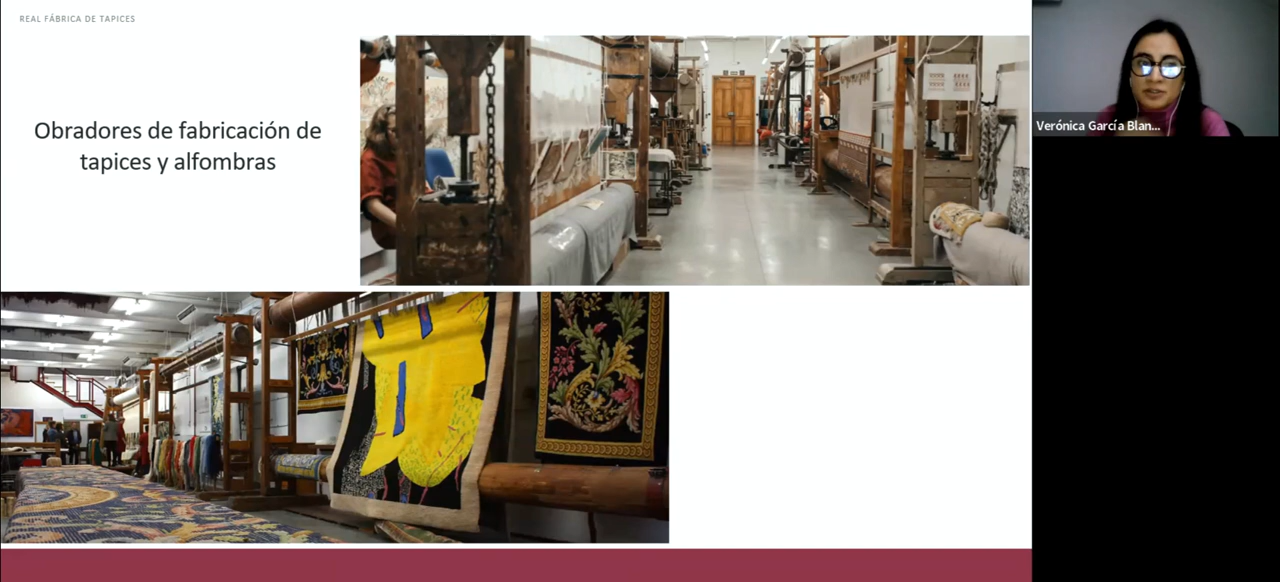 REAL FÁBRICA DE TAPICES
Obradores de fabricación de
tapices y alfombras
Verónica García Blan...